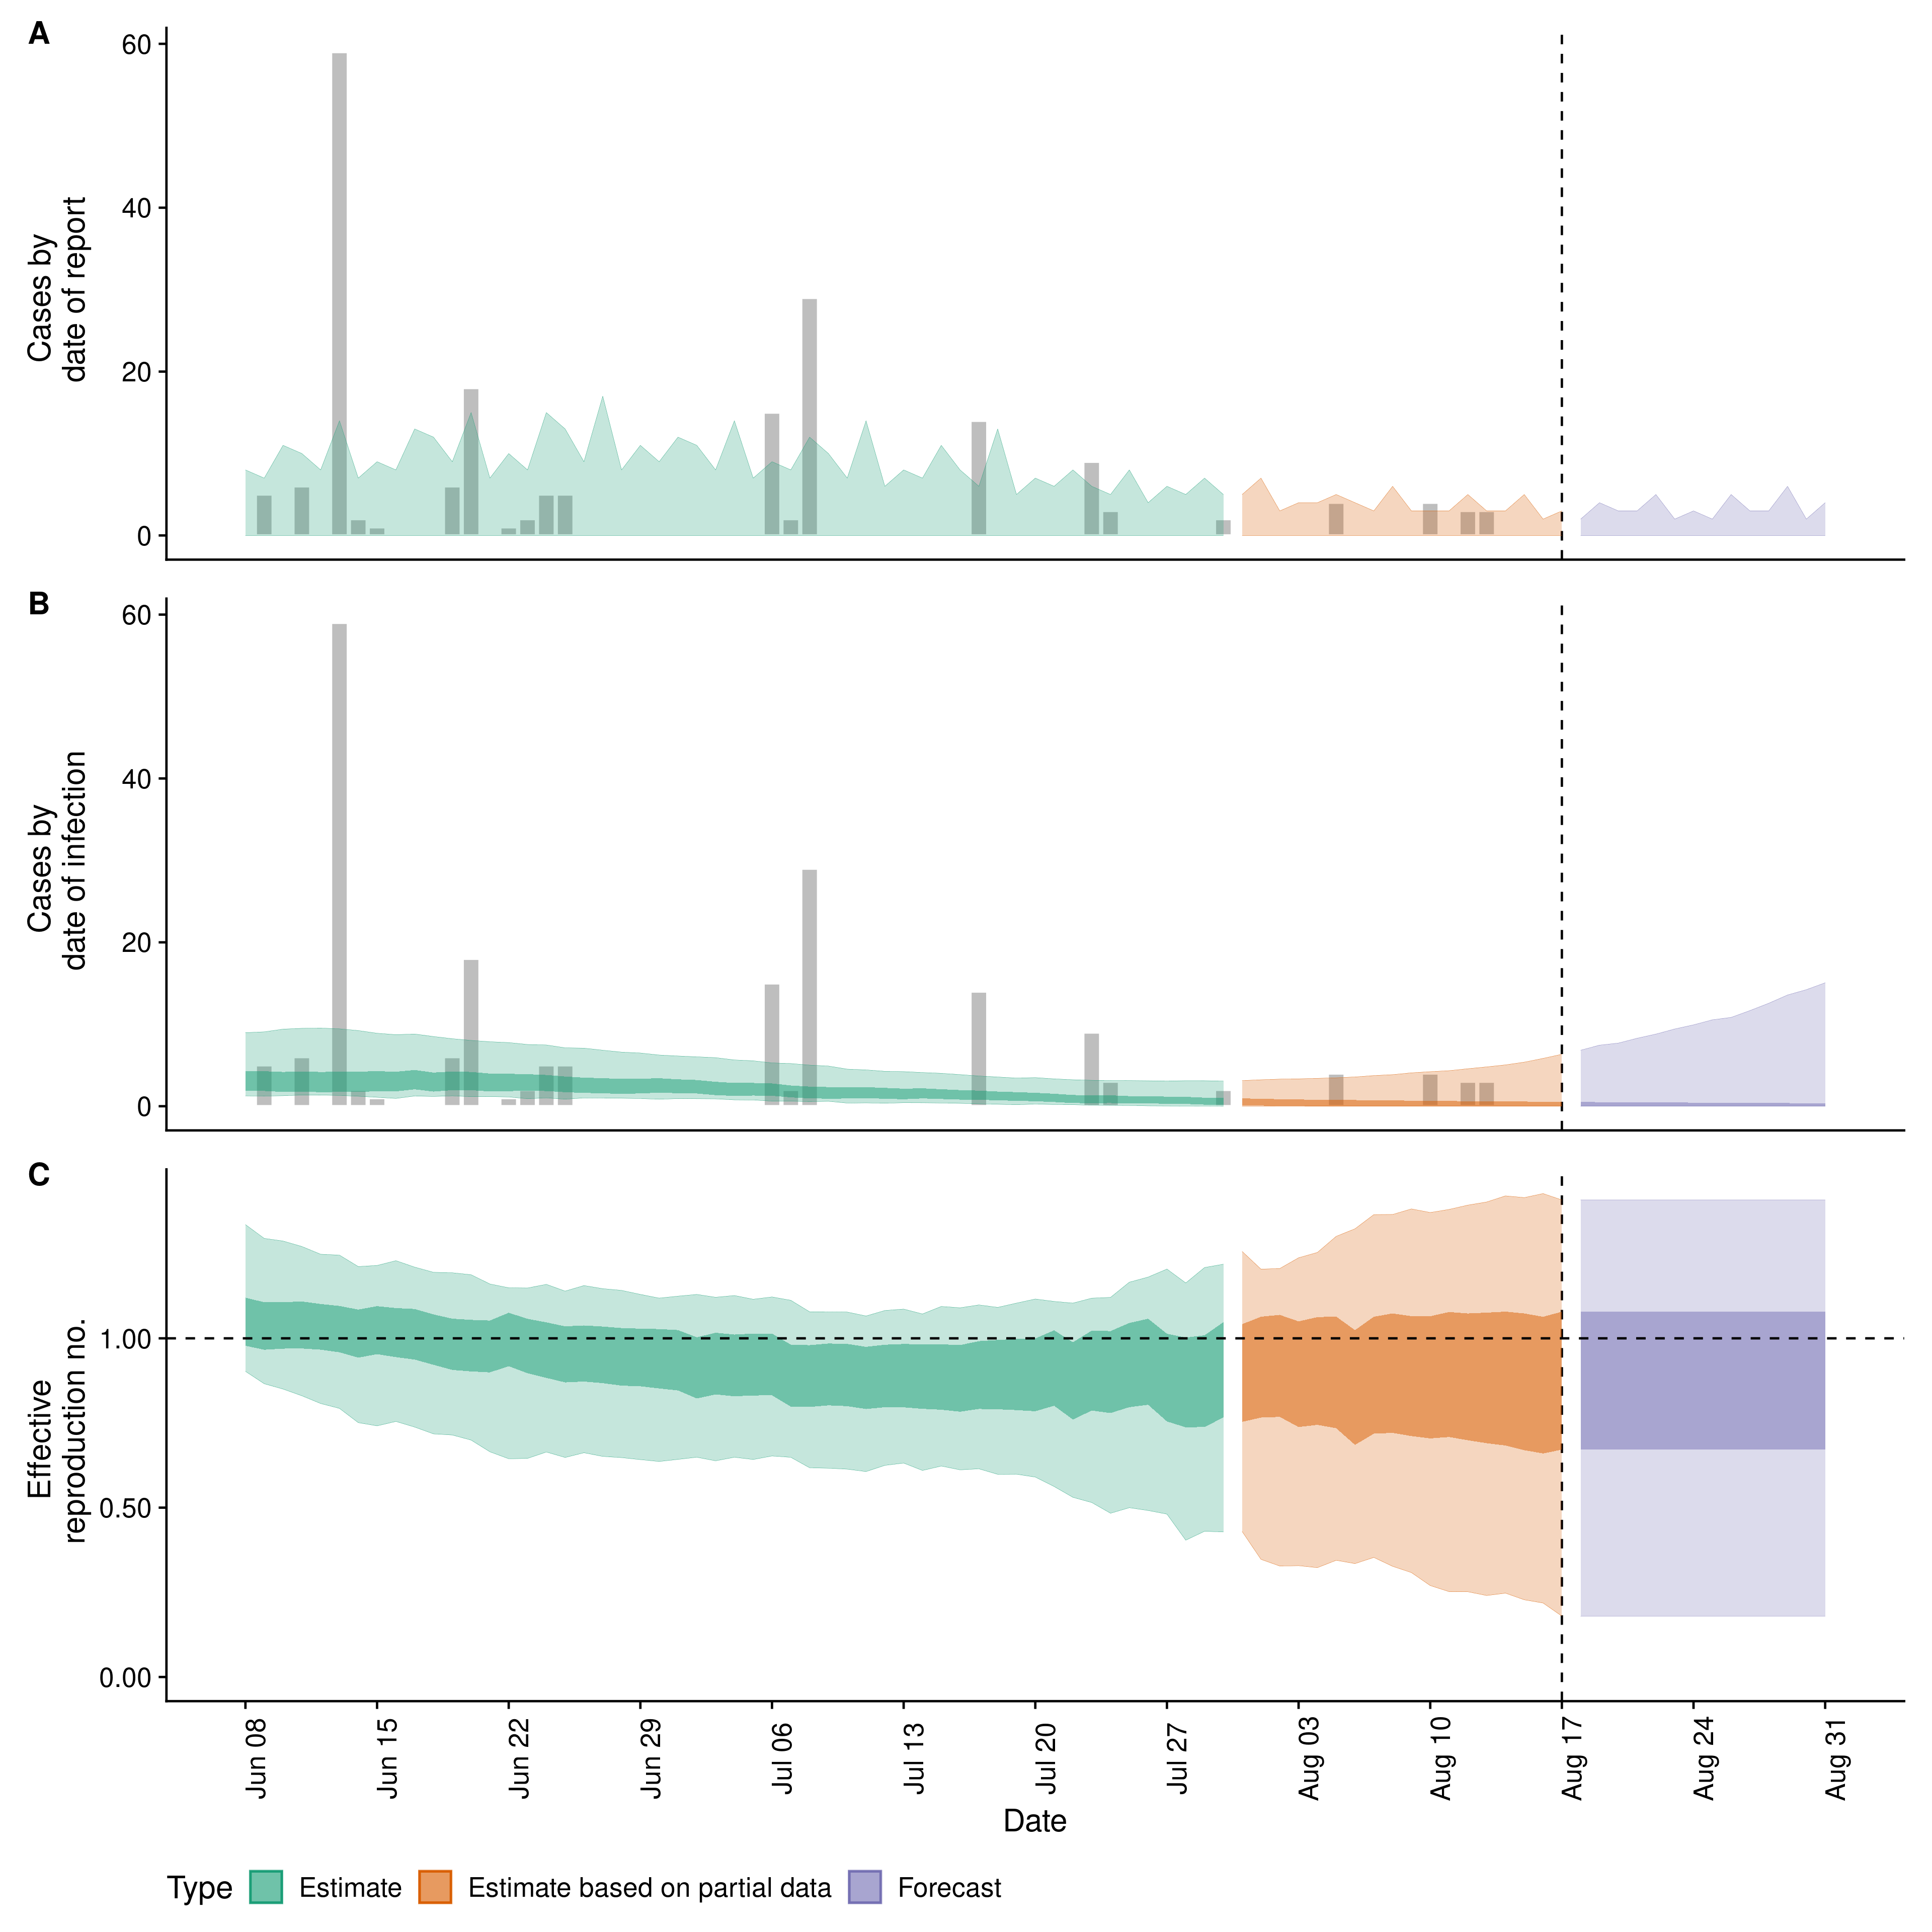 A
60
40
20
0
Cases by
date of report
B
60
40
20
0
Cases by
date of infection
C
1.00
0.50
0.00
Effective
reproduction no.
Jun 08
Jun 15
Jun 22
Jun 29
Jul 06
Jul 13
Jul 20
Jul 27
Aug 03
Aug 10
Aug 17
Aug 24
Aug 31
Date
Type Estimate Estimate based on partial data Forecast